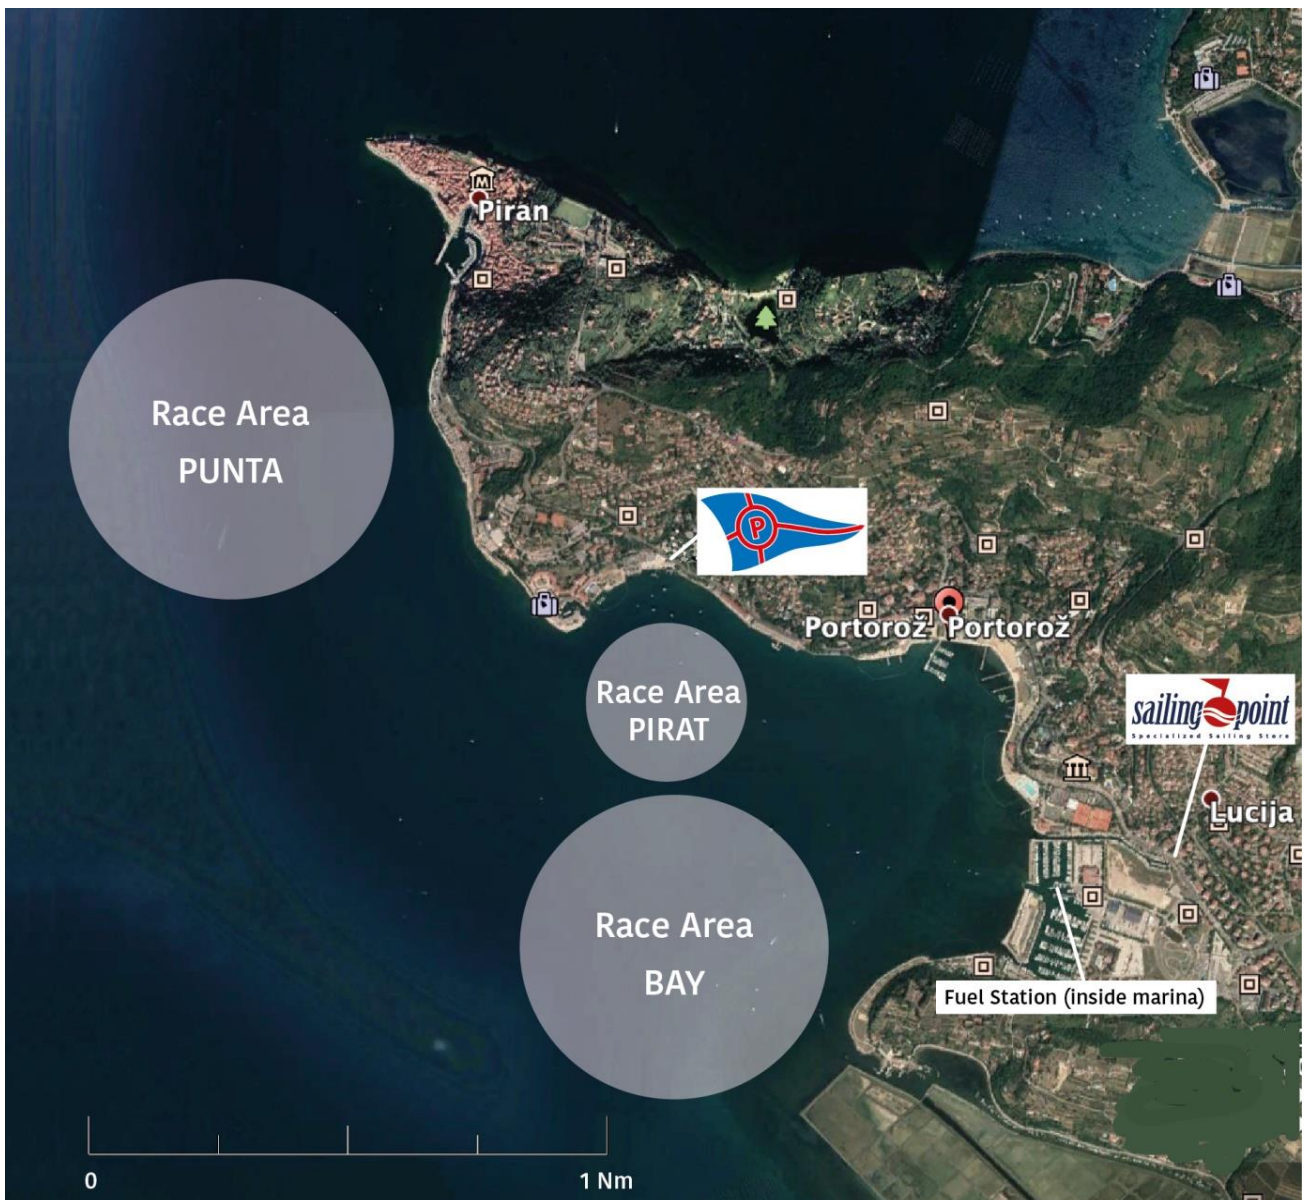 M
Piran
Race Area
PUNTA
P
Portorož
Portorož
Race Area
PIRAT
sailing point
Specialized Sailing Store
Lucija
Race Area
BAY
Fuel Station (inside marina)
0
1 Nm